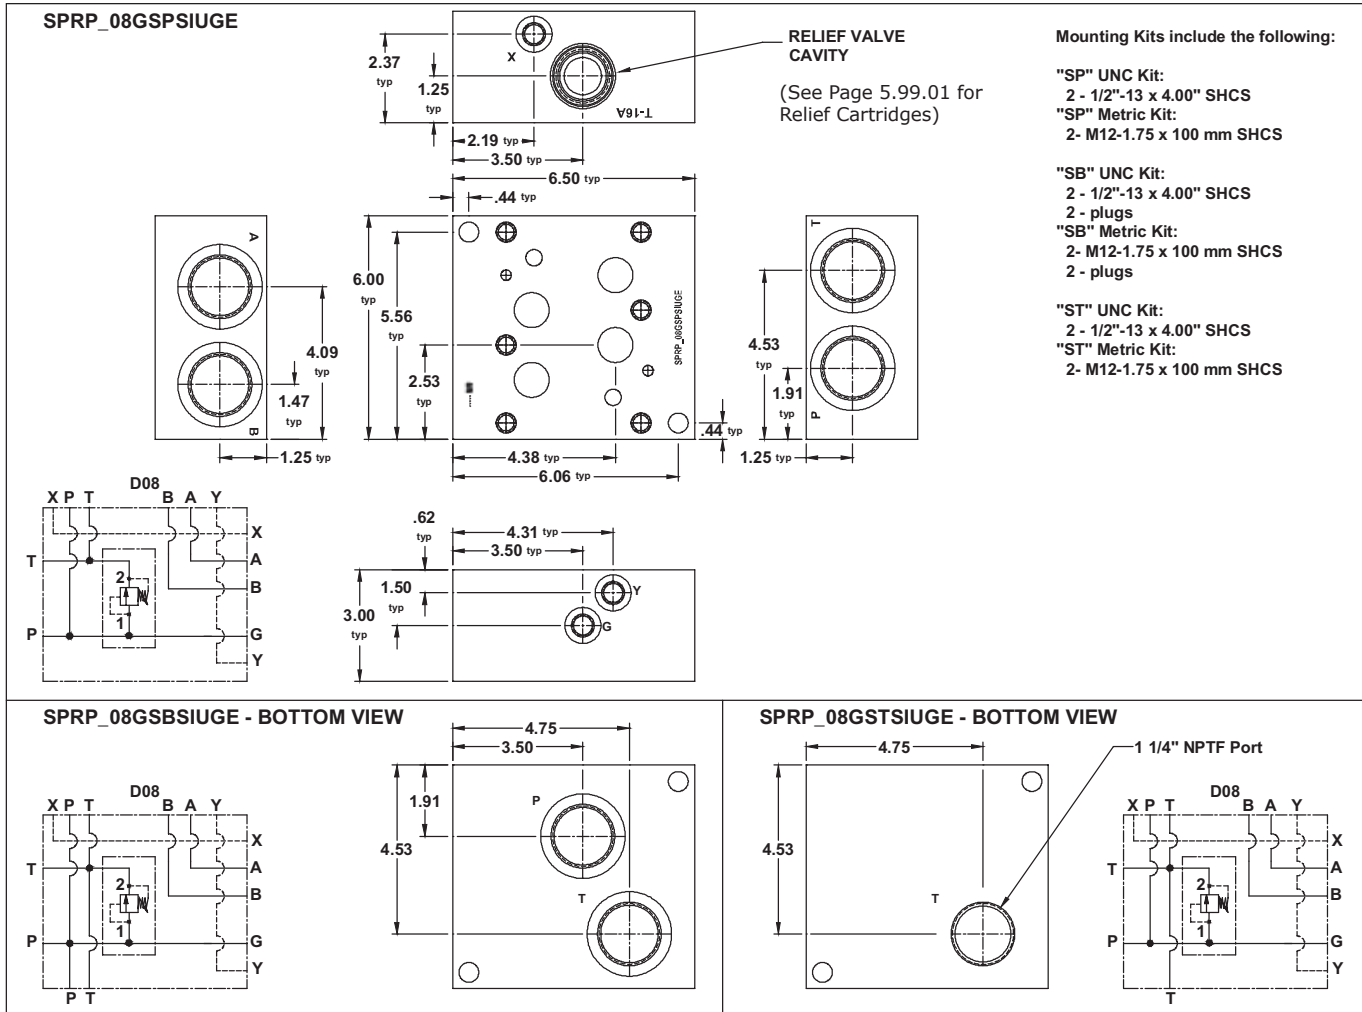 SPRP_08GSPSIUGE
2.37
typ
1.25
typ
X
T-16A
2.19 typ
3.50 typ
6.50 typ
.44 typ
RELIEF VALVE
CAVITY
(See Page 5.99.01 for
Relief Cartridges)
Mounting Kits include the following:
"SP" UNC Kit:
2 - 1/2"-13 x 4.00" SHCS
"SP" Metric Kit:
2- M12-1.75 x 100 mm SHCS
"SB" UNC Kit:
2 - 1/2"-13 x 4.00" SHCS
2 - plugs
"SB" Metric Kit:
2- M12-1.75 x 100 mm SHCS
2 - plugs
"ST" UNC Kit:
2 - 1/2"-13 x 4.00" SHCS
"ST" Metric Kit:
2- M12-1.75 x 100 mm SHCS
A
B
4.09
typ
1.47
typ
1.25 typ
6.00
typ
5.56
typ
2.53
typ
SPRP_08GSPSIUGE
.44 typ
4.38 typ
6.06 typ
T
P
4.53
typ
1.91
typ
1.25 typ
D08
X P T B A Y
X
T A
2
B
1
P G
Y
.62
typ
4.31 typ
3.50 typ
1.50
typ
3.00
typ
Y
G
SPRP_08GSBSIUGE - BOTTOM VIEW
4.75
3.50
1.91
4.53
P
T
D08
X P T B A Y
X
T A
2
B
1
P G
Y
P T
SPRP_08GSTSIUGE - BOTTOM VIEW
4.75
1 1/4" NPTF Port
4.53
T
D08
X P T B A Y
X
T A
2
B
1
P G
Y
T